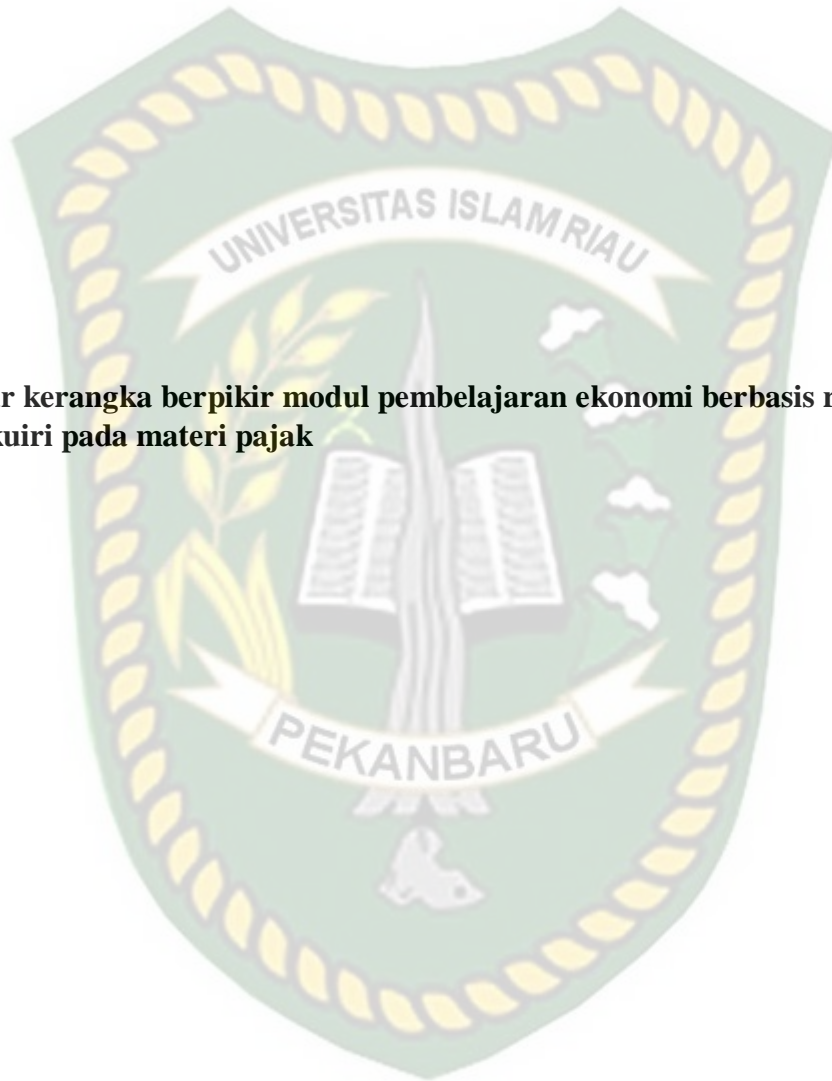 UNIVERSITAS ISLAM RIAU
r kerangka berpikir modul pembelajaran ekonomi berbasis
kuiri pada materi pajak
PEKANBARU